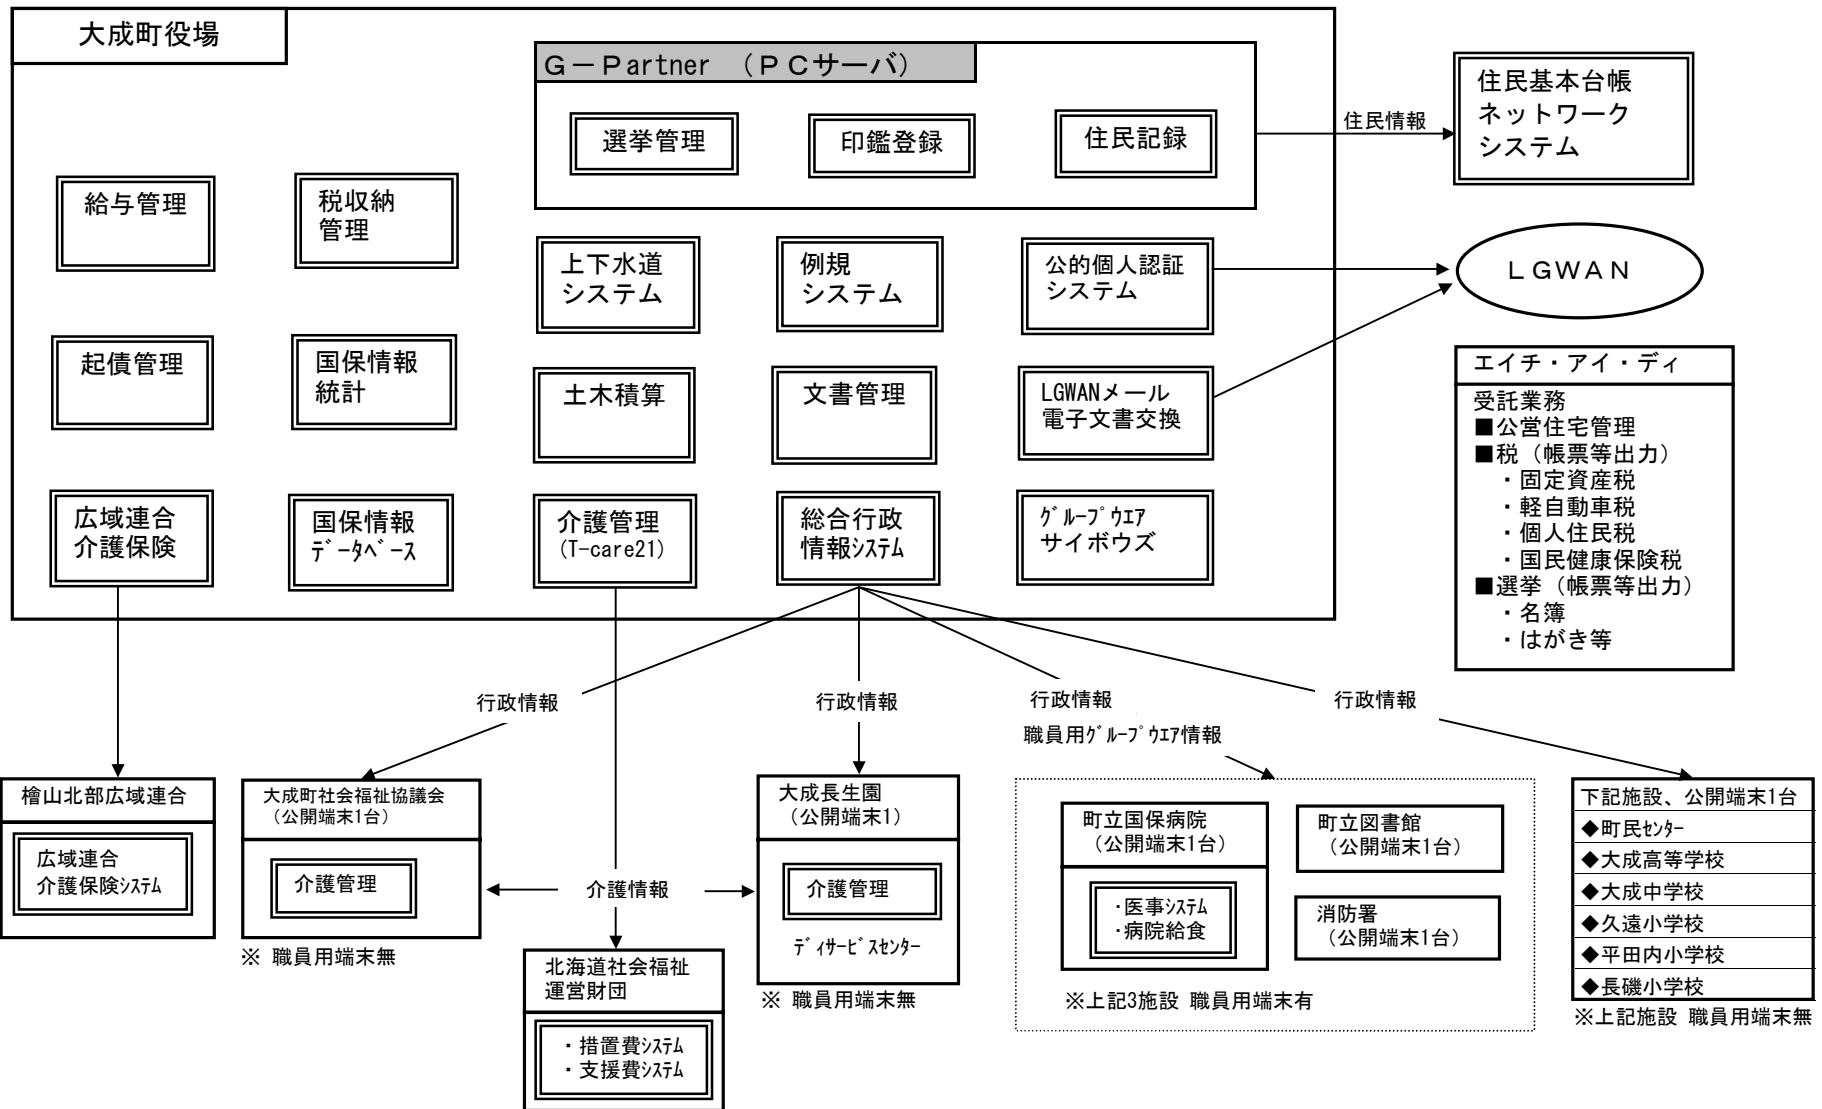 大成町役場
G－Partner （ＰＣサーバ）
選挙管理
印鑑登録
住民記録
住民情報
住民基本台帳
ネットワーク
システム
給与管理
税収納
管理
上下水道
システム
例規
システム
公的個人認証
システム
ＬＧＷＡＮ
起債管理
国保情報
統計
土木積算
文書管理
LGWANメール
電子文書交換
エイチ・アイ・ディ
受託業務
■公営住宅管理
■税（帳票等出力）
・固定資産税
・軽自動車税
・個人住民税
・国民健康保険税
■選挙（帳票等出力）
・名簿
・はがき等
広域連合
介護保険
国保情報
ﾃﾞｰﾀﾍﾞｰｽ
介護管理
(T-care21)
総合行政
情報ｼｽﾃﾑ
ｸﾞﾙｰﾌﾟｳｴｱ
サイボウズ
行政情報
行政情報
行政情報
職員用ｸﾞﾙｰﾌﾟｳｴｱ情報
行政情報
檜山北部広域連合
広域連合
介護保険ｼｽﾃﾑ
大成町社会福祉協議会
（公開端末1台）
介護管理
※ 職員用端末無
介護情報
北海道社会福祉
運営財団
・措置費ｼｽﾃﾑ
・支援費ｼｽﾃﾑ
大成長生園
（公開端末1）
介護管理
ﾃﾞｨｻｰﾋﾞｽｾﾝﾀｰ
※ 職員用端末無
町立国保病院
（公開端末1台）
・医事ｼｽﾃﾑ
・病院給食
町立図書館
（公開端末1台）
消防署
（公開端末1台）
※上記3施設 職員用端末有
下記施設、公開端末1台
◆町民ｾﾝﾀｰ
◆大成高等学校
◆大成中学校
◆久遠小学校
◆平田内小学校
◆長磯小学校
※上記施設 職員用端末無